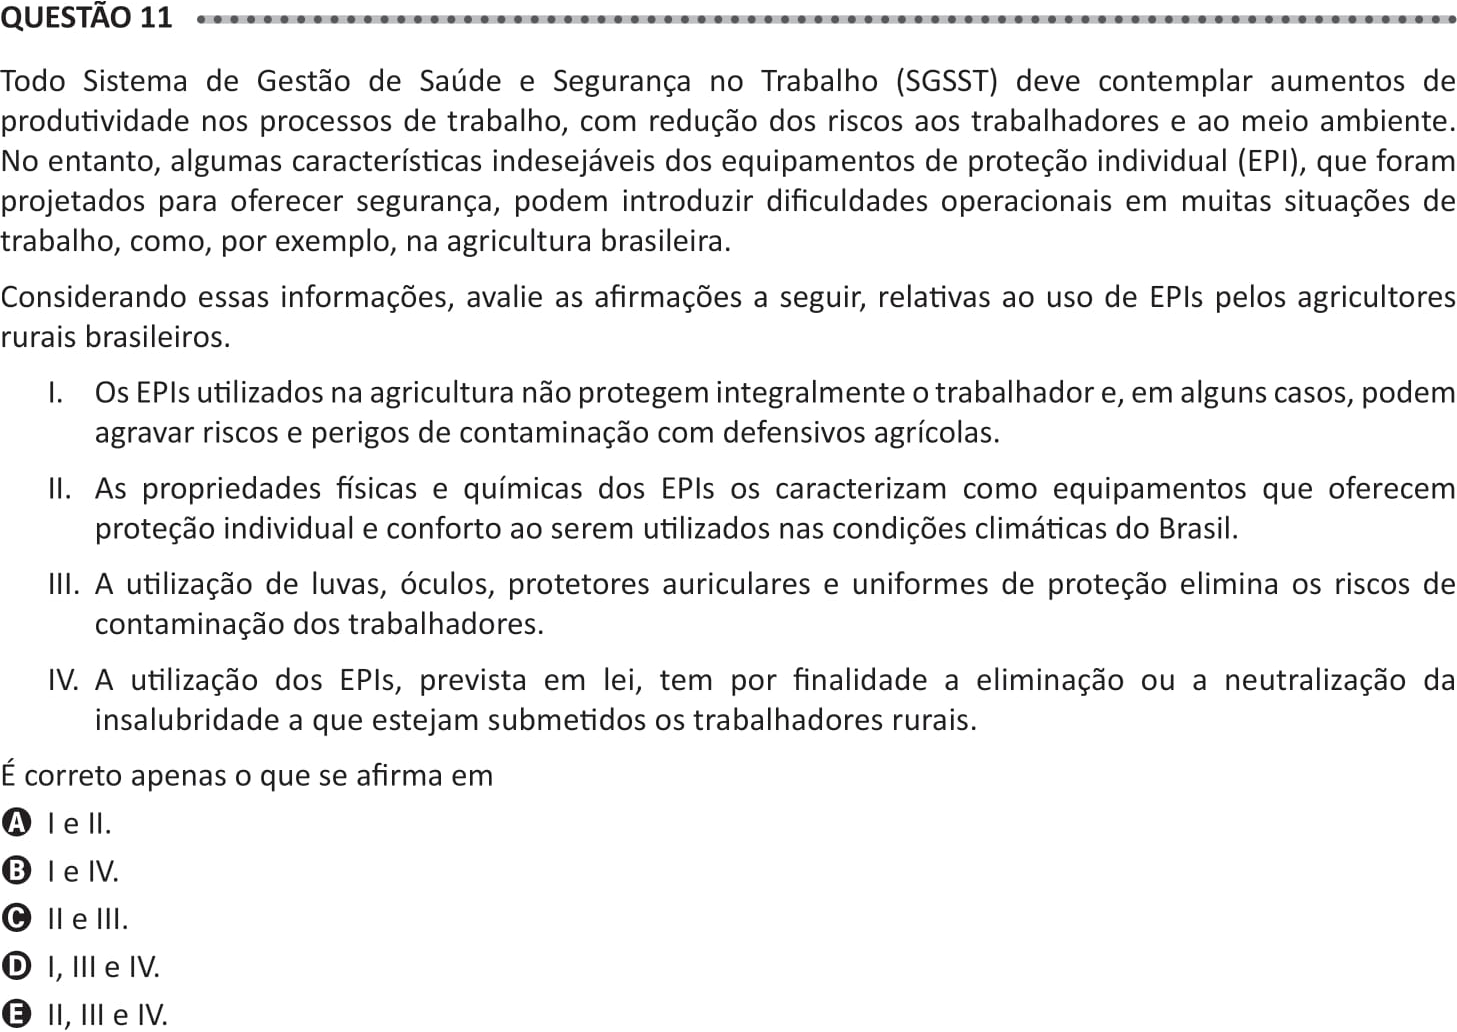 QUESTÃO 11
Todo Sistema de Gestão de Saúde e Segurança no Trabalho (SGSST) deve contemplar aumentos de
produtividade nos processos de trabalho, com redução dos riscos aos trabalhadores e ao meio ambiente.
No entanto, algumas características indesejáveis dos equipamentos de proteção individual (EPI), que foram
projetados para oferecer segurança, podem introduzir dificuldades operacionais em muitas situações de
trabalho, como, por exemplo, na agricultura brasileira.
Considerando essas informações, avalie as afirmações a seguir, relativas ao uso de EPIs pelos agricultores
rurais brasileiros.
I. Os EPIs utilizados na agricultura não protegem integralmente o trabalhador e, em alguns casos, podem
agravar riscos e perigos de contaminação com defensivos agrícolas.
II. As propriedades físicas e químicas dos EPIs os caracterizam como equipamentos que oferecem
proteção individual e conforto ao serem utilizados nas condições climáticas do Brasil.
III. A utilização de luvas, óculos, protetores auriculares e uniformes de proteção elimina os riscos de
contaminação dos trabalhadores.
IV. A utilização dos EPIs, prevista em lei, tem por finalidade a eliminação ou a neutralização da
insalubridade a que estejam submetidos os trabalhadores rurais.
É correto apenas o que se afirma em
A I e II.
B I e IV.
C II e III.
D I, III e IV.
E II, III e IV.